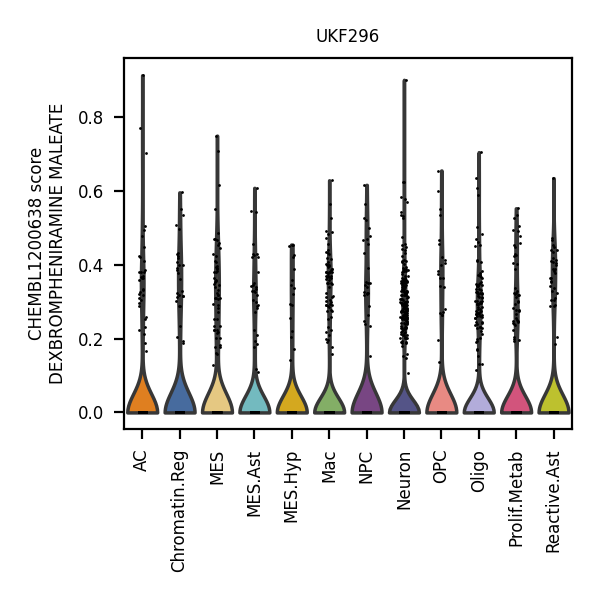 UKF296
CHEMBL1200638 score
DEXBROMPHENIRAMINE MALEATE
0.8
0.6
0.4
0.2
0.0
AC
Chromatin.Reg
MES
MES.Ast
MES.Hyp
Mac
NPC
Neuron
OPC
Oligo
Prolif.Metab
Reactive.Ast